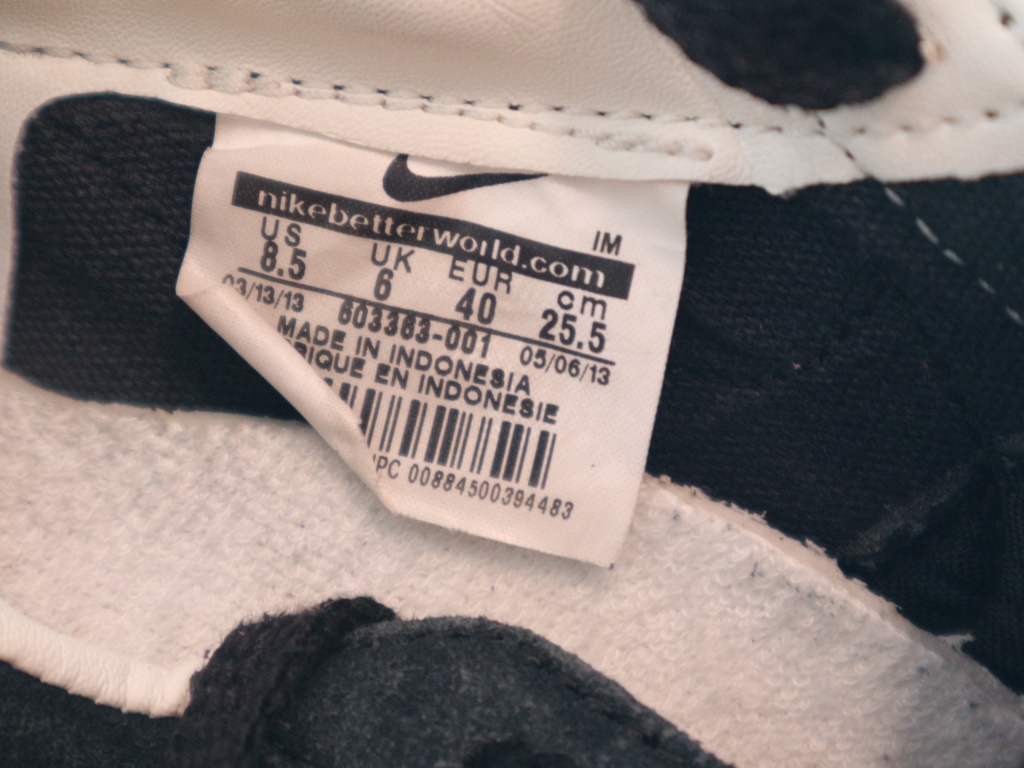 nikebetterworld.com
IM
US UK EUR cm
8.5 6 40 25.5
03/13/13 603363-001 05/06/13
MADE IN INDONESIA
EN INDONESIE
UPC 00884500394483